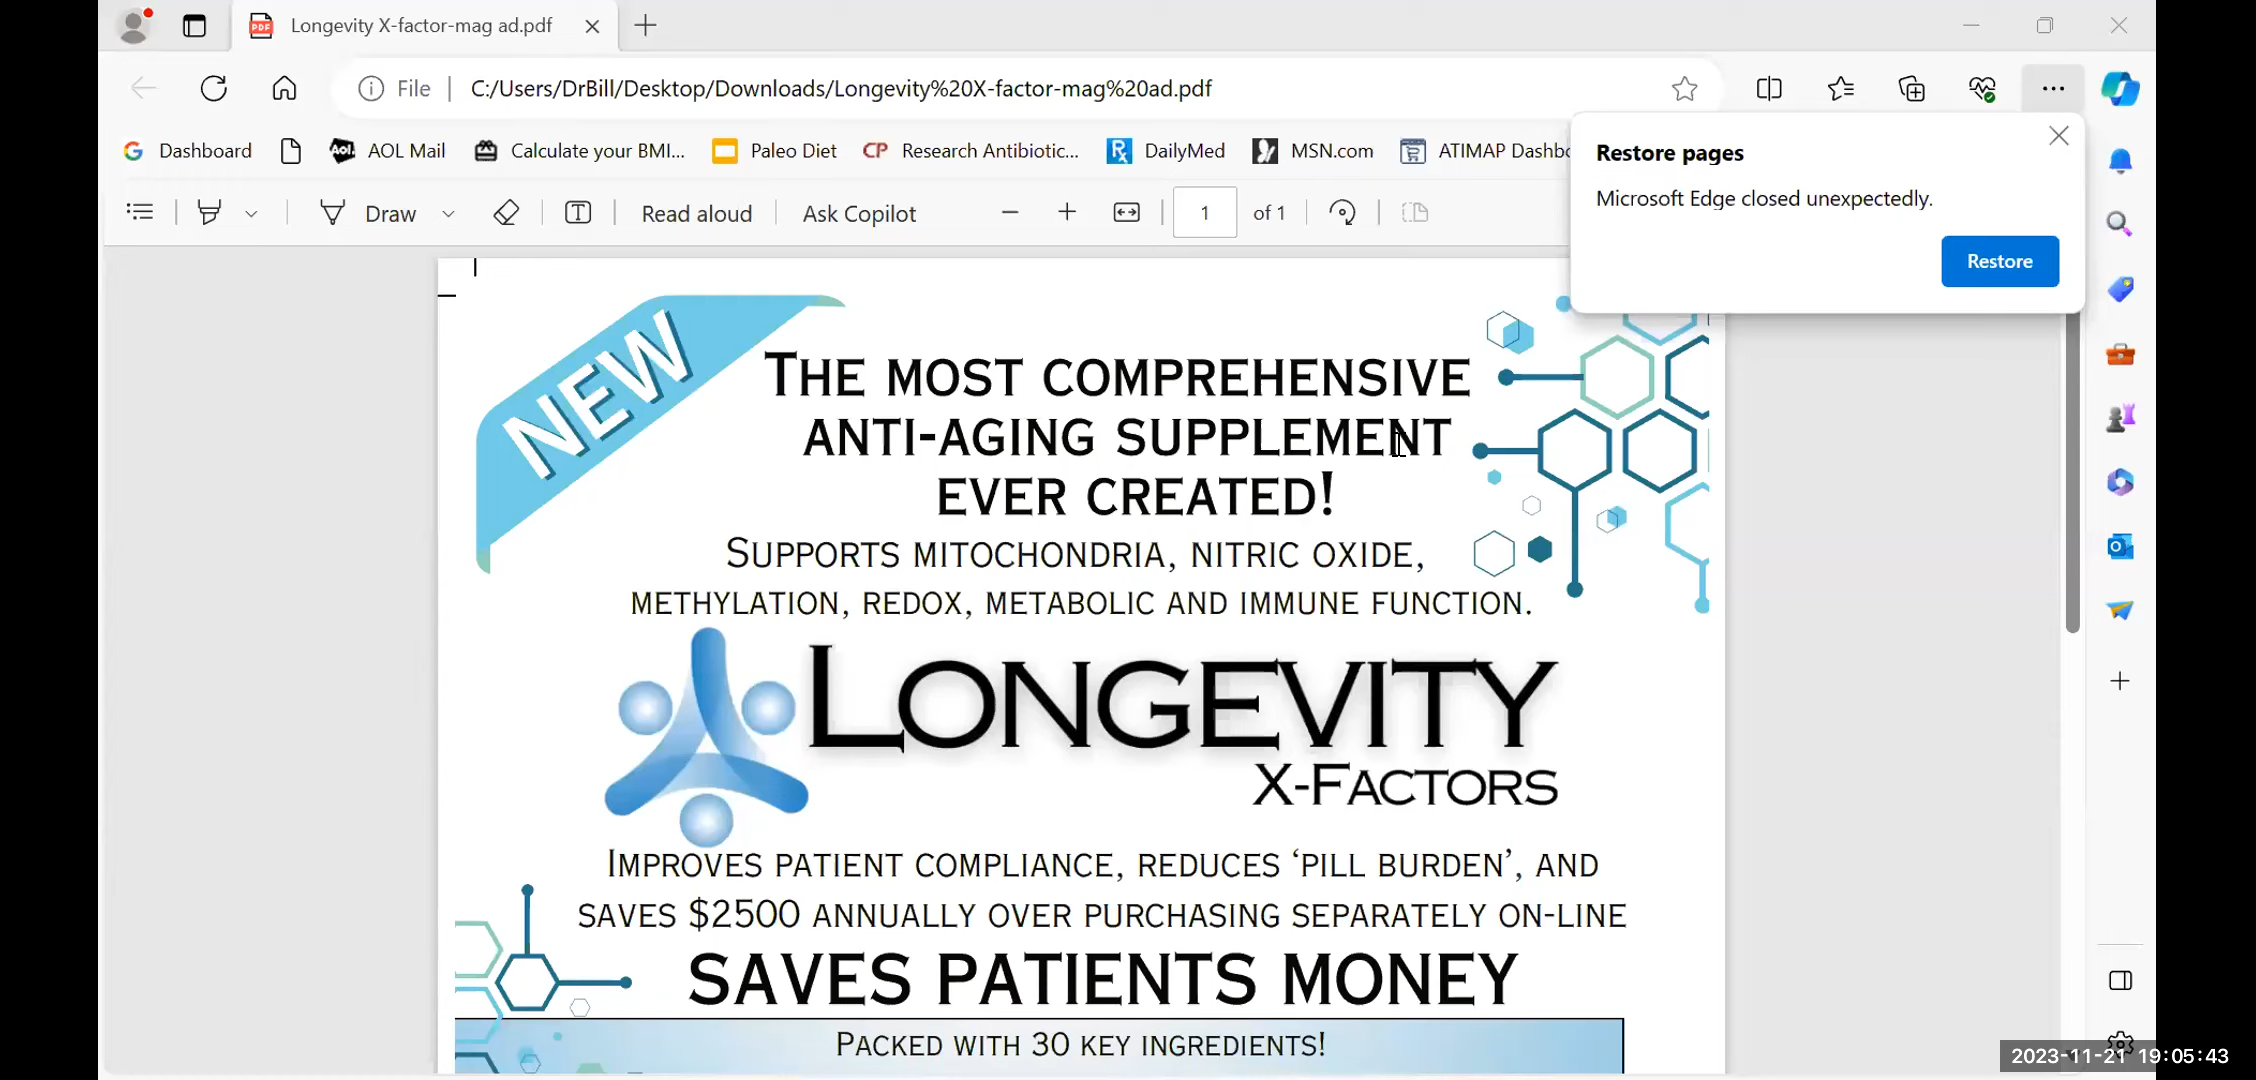 Longevity X-factor-mag ad.pdf
File
C:/Users/DrBill/Desktop/Downloads/Longevity%20X-factor-mag%20ad.pdf
Dashboard
AOL Mail
Calculate your BMI...
Paleo Diet
CP Research Antibiotic...
DailyMed
MSN.com
ATIMAP Dashbo
Restore pages
Microsoft Edge closed unexpectedly.
Restore
Draw
Read aloud
Ask Copilot
1 of 1
NEW
THE MOST COMPREHENSIVE
ANTI-AGING SUPPLEMENT
EVER CREATED!
SUPPORTS MITOCHONDRIA, NITRIC OXIDE,
METHYLATION, REDOX, METABOLIC AND IMMUNE FUNCTION.
LONGEVITY
X-FACTORS
IMPROVES PATIENT COMPLIANCE, REDUCES ‘PILL BURDEN’, AND
SAVES $2500 ANNUALLY OVER PURCHASING SEPARATELY ON-LINE
SAVES PATIENTS MONEY
PACKED WITH 30 KEY INGREDIENTS!
2023-11-21 19:05:43